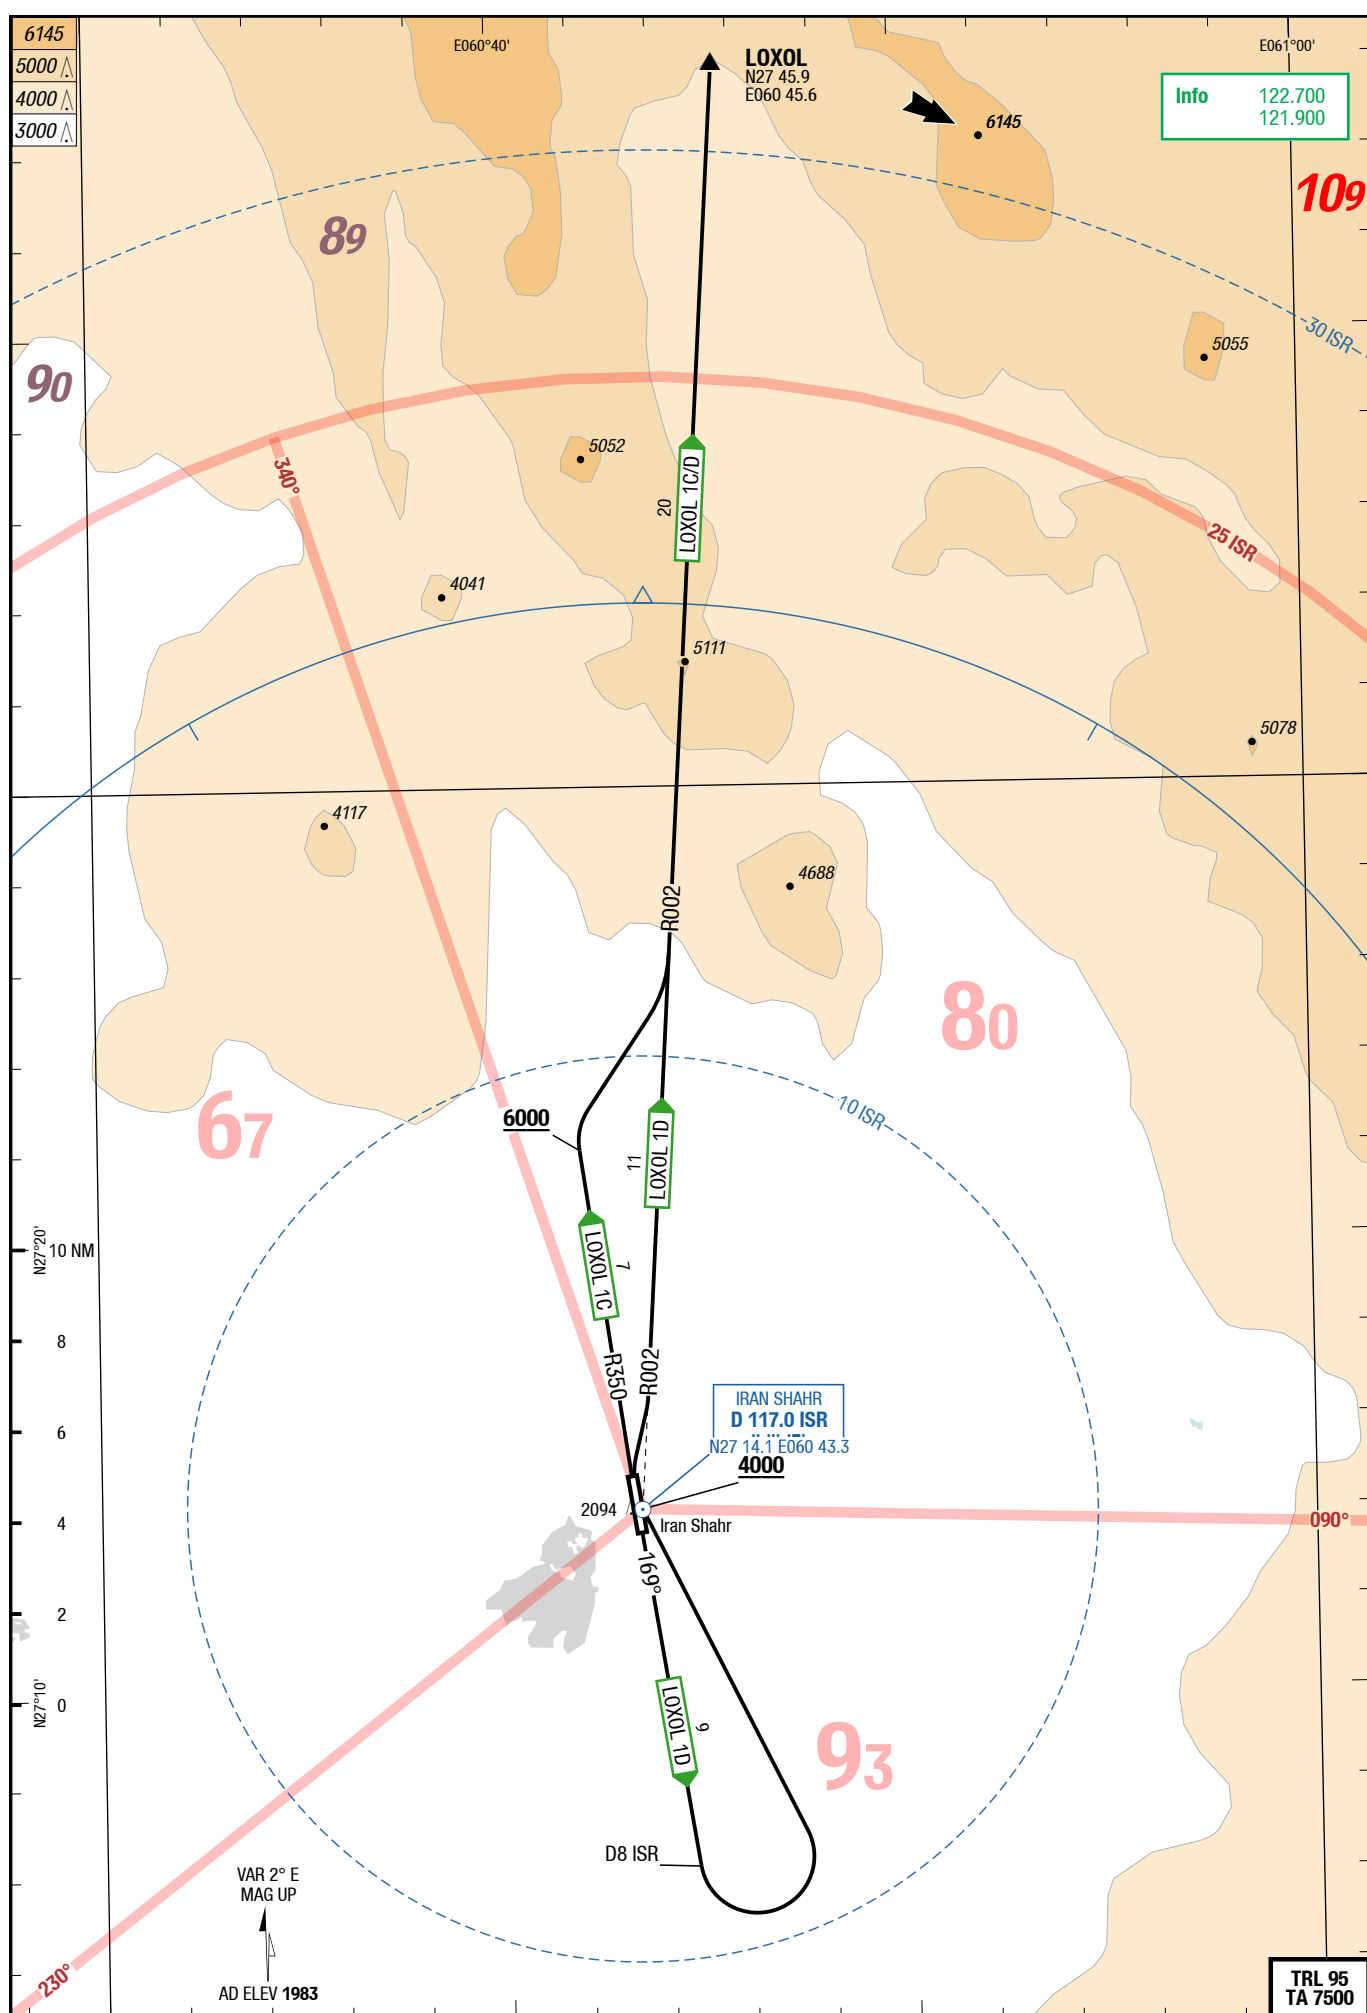 6145
5000
4000
3000
E060°40'
E061°00'
LOXOL
N27 45.9
E060 45.6
6145
Info 122.700
121.900
109
89
30 ISR
5055
90
5052
340°
20
LOXOL 1C/D
25 ISR
4041
5111
5078
4117
4688
R002
80
10 ISR
67
6000
11
LOXOL 1D
N27°20'
10 NM
7
LOXOL 1C
8
R350
R002
IRAN SHAHR
D 117.0 ISR
N27 14.1 E060 43.3
4000
6
2094
Iran Shahr
4
090°
169°
2
N27°10'
0
9
LOXOL 1D
93
D8 ISR
VAR 2° E
MAG UP
230°
AD ELEV 1983
TRL 95
TA 7500